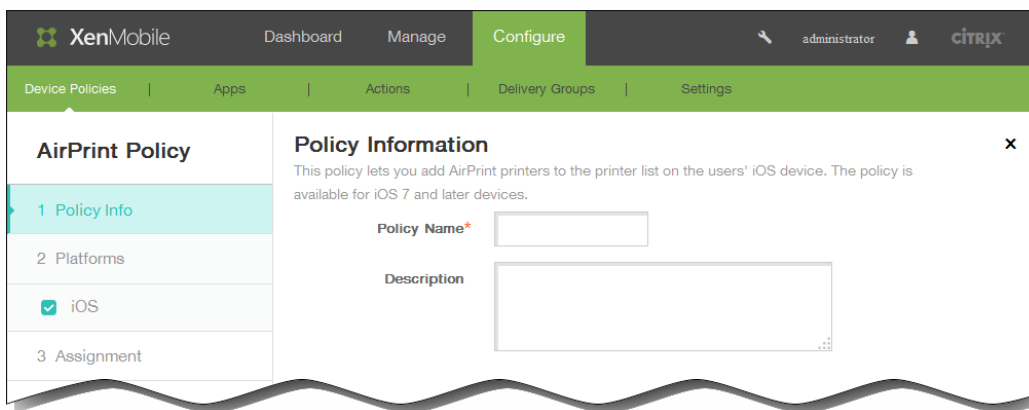 XenMobile Dashboard Manage Configure administrator CİTRIX
Device Policies | Apps | Actions | Delivery Groups | Settings
AirPrint Policy
1 Policy Info
2 Platforms
iOS
3 Assignment
Policy Information
x
This policy lets you add AirPrint printers to the printer list on the users' iOS device. The policy is
available for iOS 7 and later devices.
Policy Name*
Description